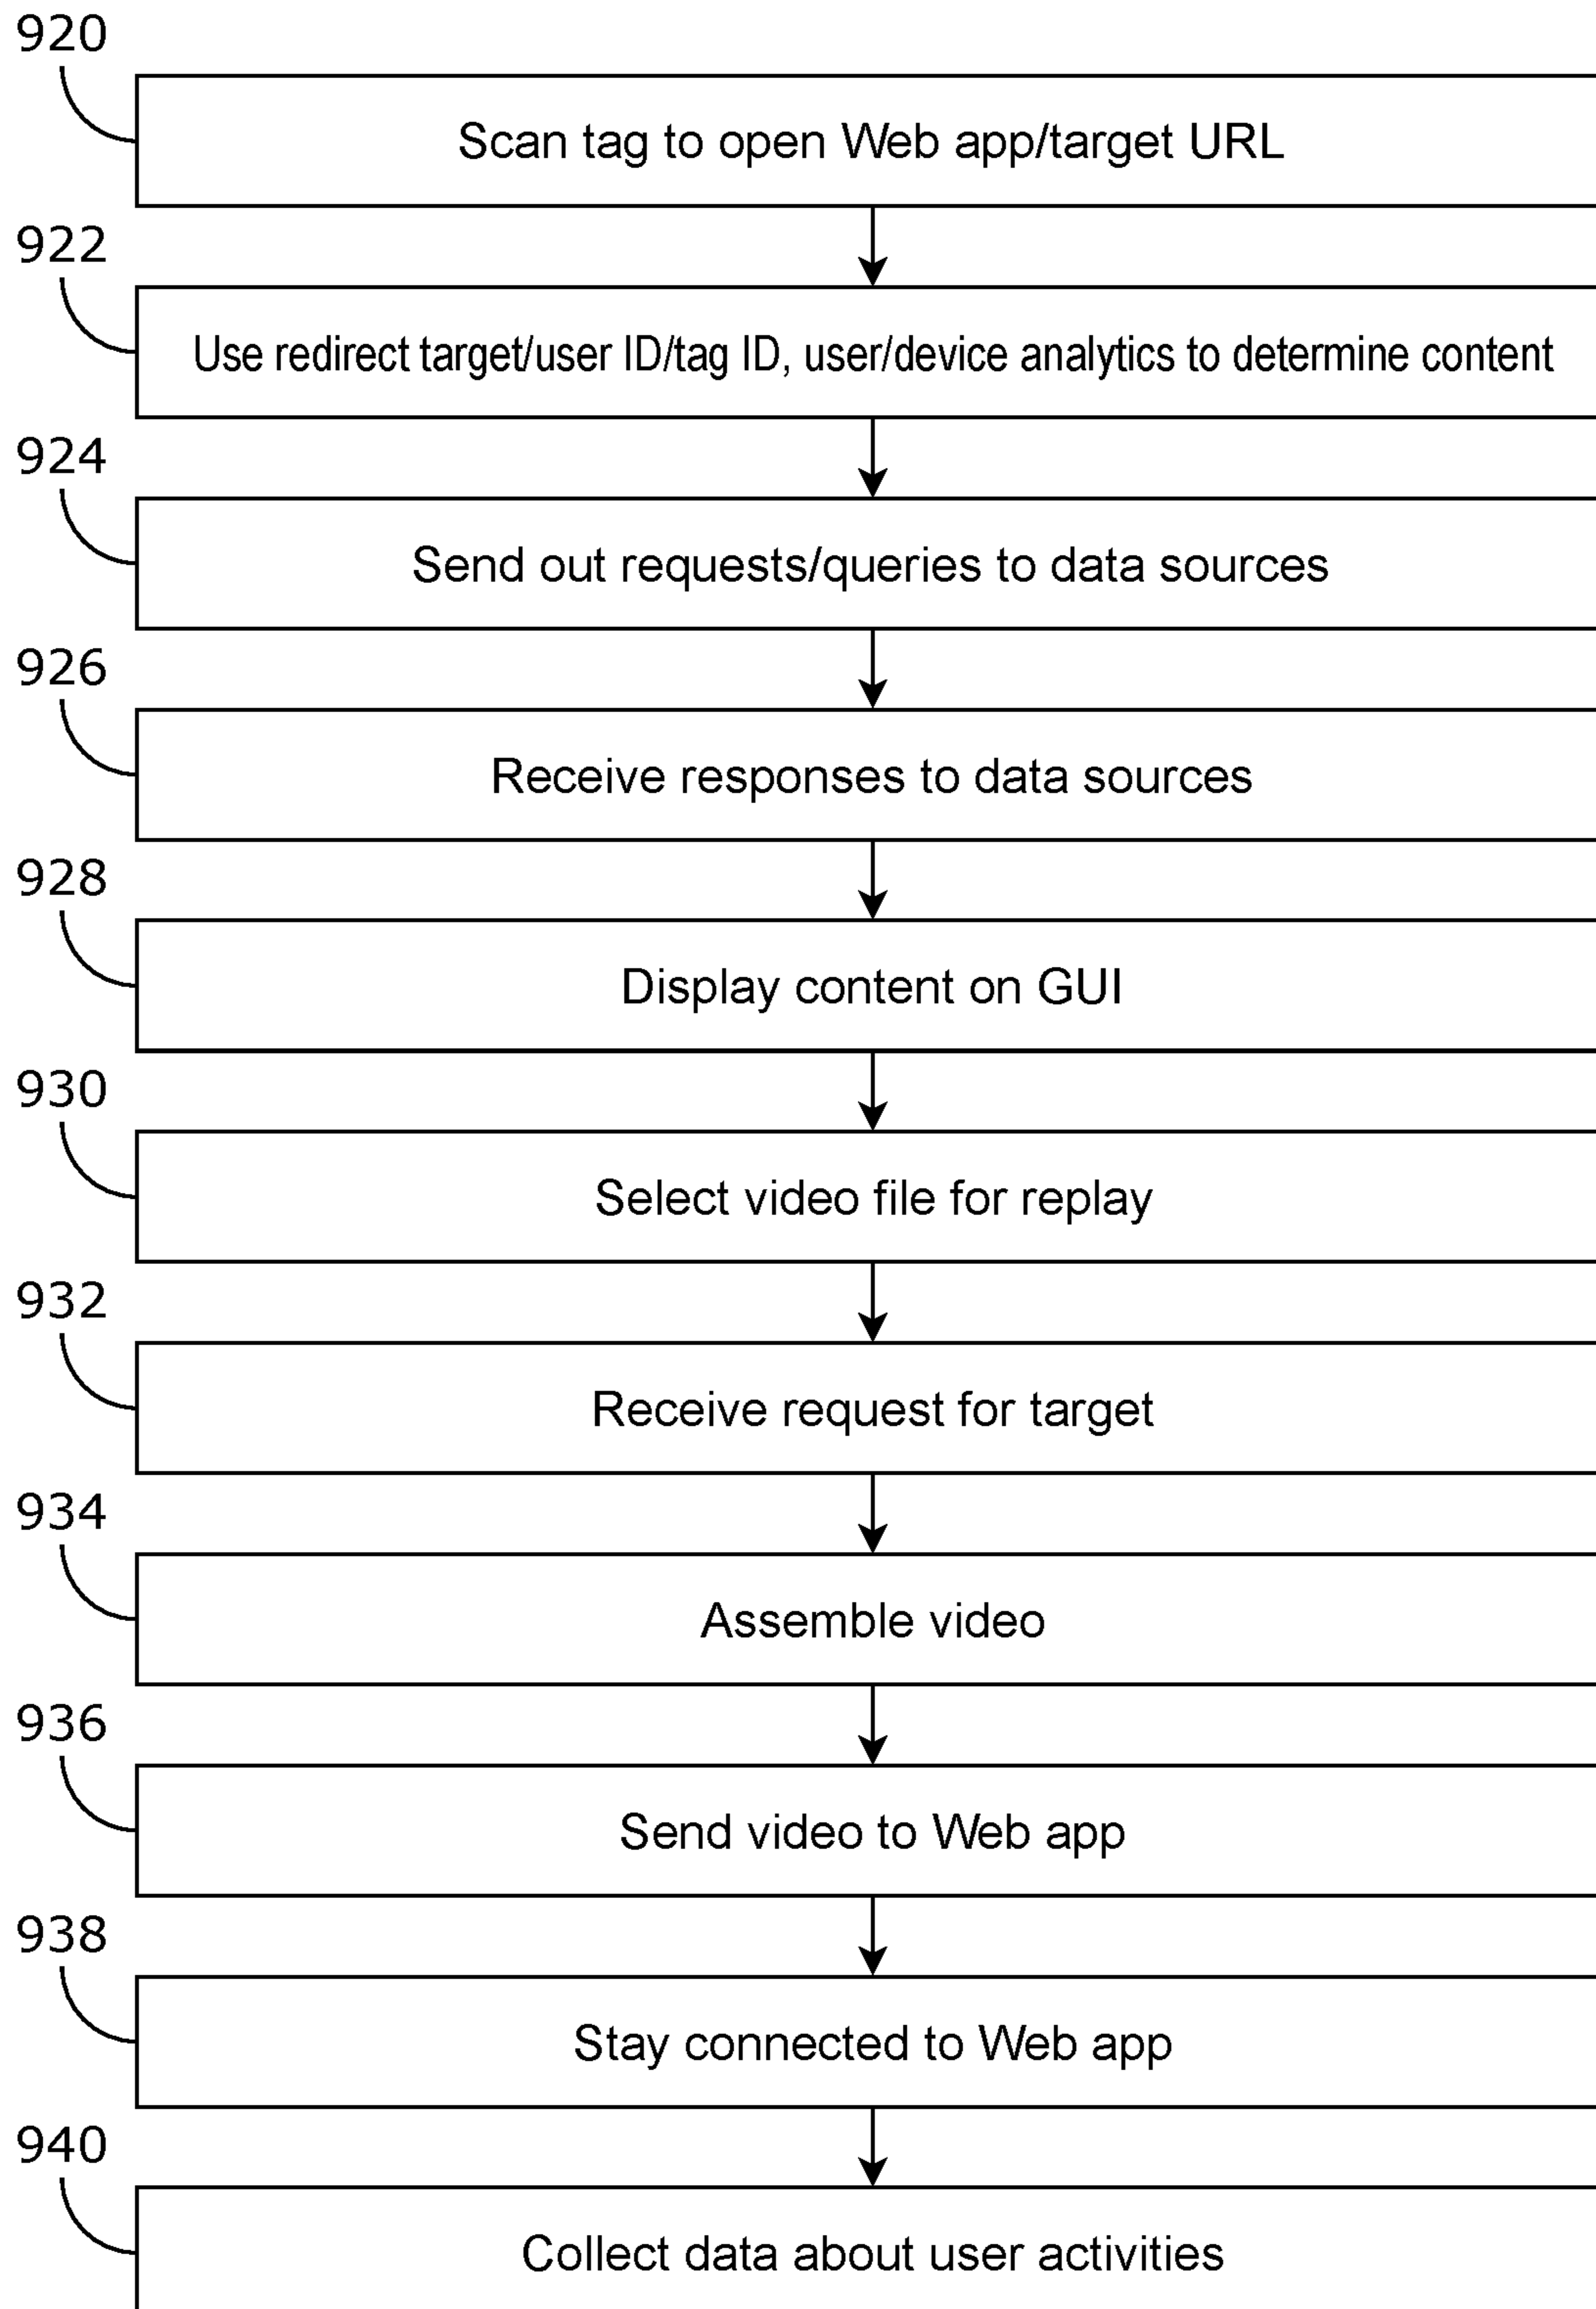 920
Scan tag to open Web app/target URL
922
Use redirect target/user ID/tag ID, user/device analytics to determine content
924
Send out requests/queries to data sources
926
Receive responses to data sources
928
Display content on GUI
930
Select video file for replay
932
Receive request for target
934
Assemble video
936
Send video to Web app
938
Stay connected to Web app
940
Collect data about user activities